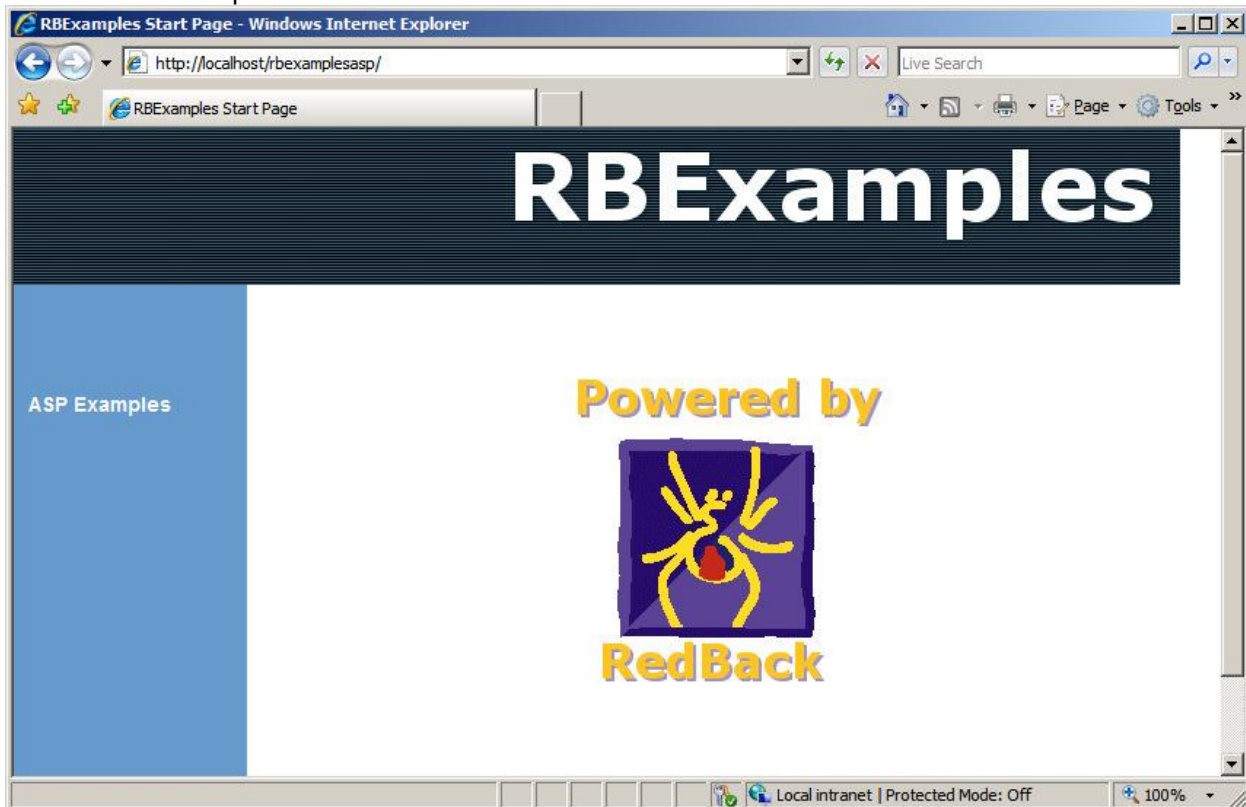 RBExamples Start Page - Windows Internet Explorer
http://localhost/rbexamplesasp/
Live Search
RBExamples Start Page
Page
Tools
RBExamples
ASP Examples
Powered by
RedBack
Local intranet | Protected Mode: Off
100%